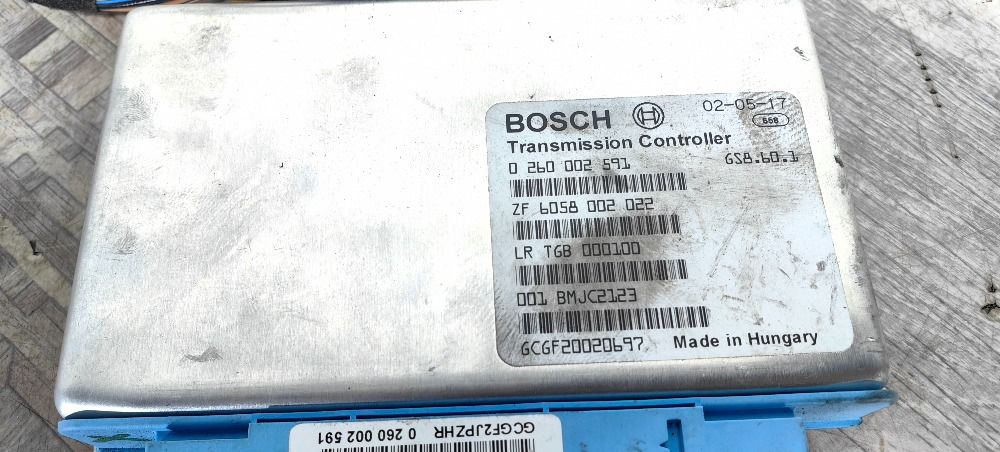 BOSCH 02-05-17
Transmission Controller
0 260 002 591 GS8.60.1
ZF 6058 002 022
LR TGB 000100
001 BMJC2123
GCGF20020697 Made in Hungary
GCGF2JPZHR 0 260 002 591